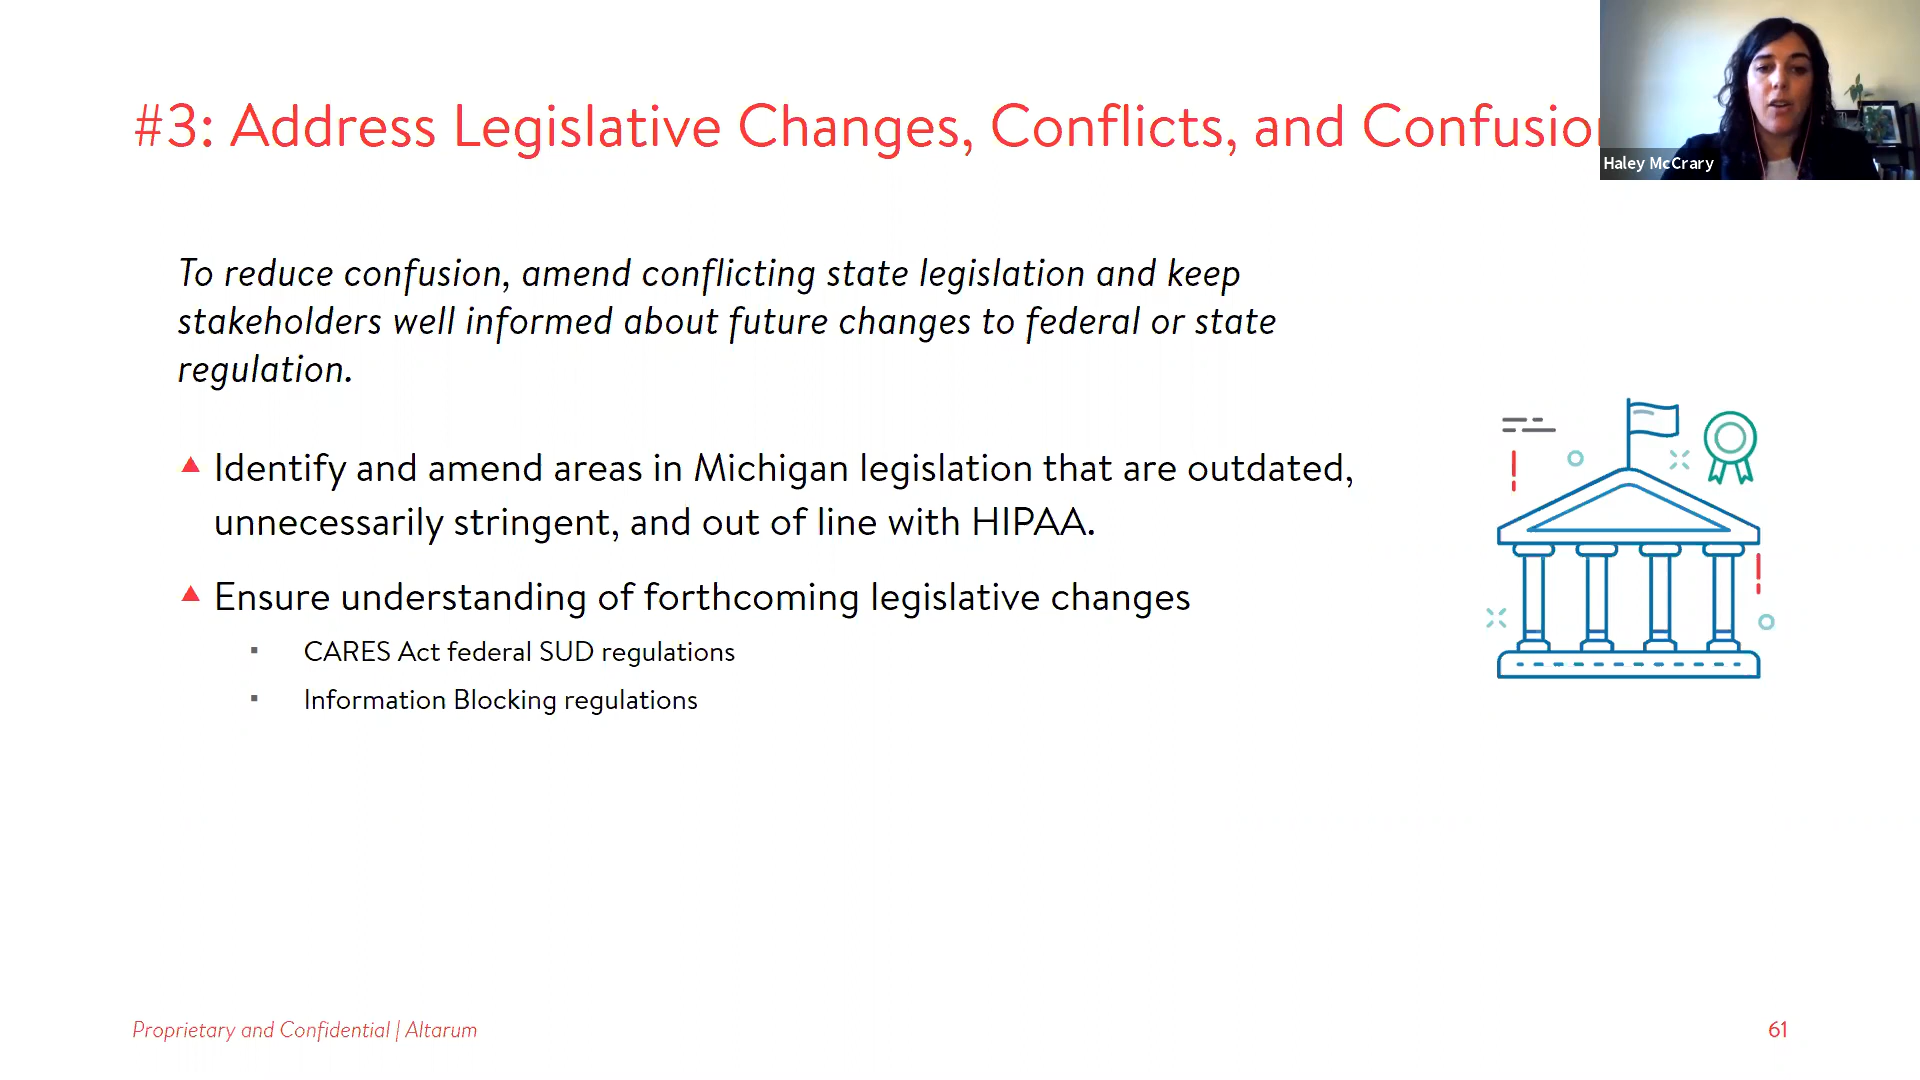 #3: Address Legislative Changes, Conflicts, and Confusion
Haley McCrary
To reduce confusion, amend conflicting state legislation and keep
stakeholders well informed about future changes to federal or state
regulation.
Identify and amend areas in Michigan legislation that are outdated,
unnecessarily stringent, and out of line with HIPAA.
Ensure understanding of forthcoming legislative changes
CARES Act federal SUD regulations
Information Blocking regulations
Proprietary and Confidential | Altarum
61